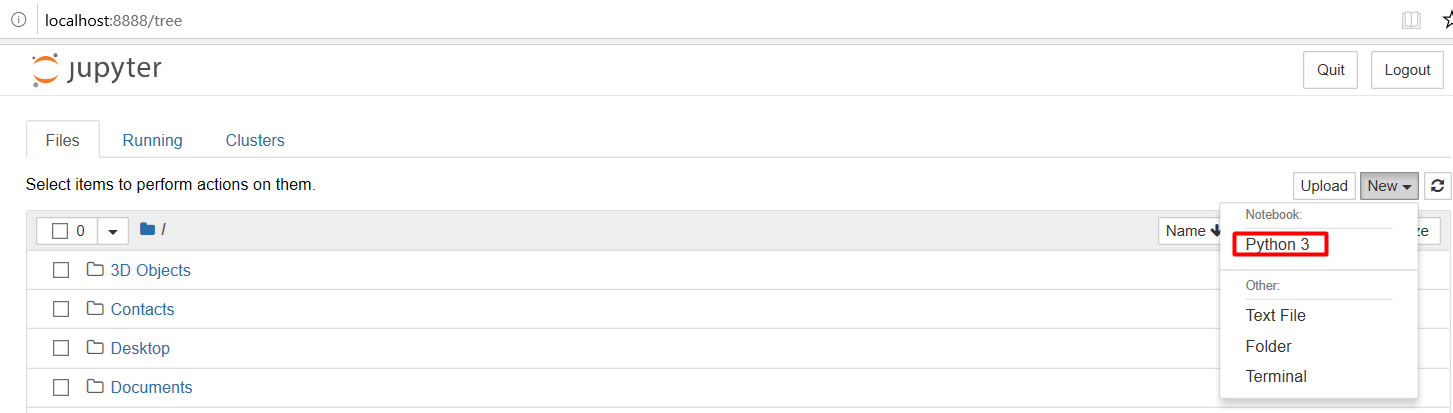 localhost:8888/tree
jupyter
Quit
Logout
Files
Running
Clusters
Select items to perform actions on them.
Upload
New
0
/
Name
ze
Notebook:
Python 3
Other:
Text File
Folder
Terminal
3D Objects
Contacts
Desktop
Documents